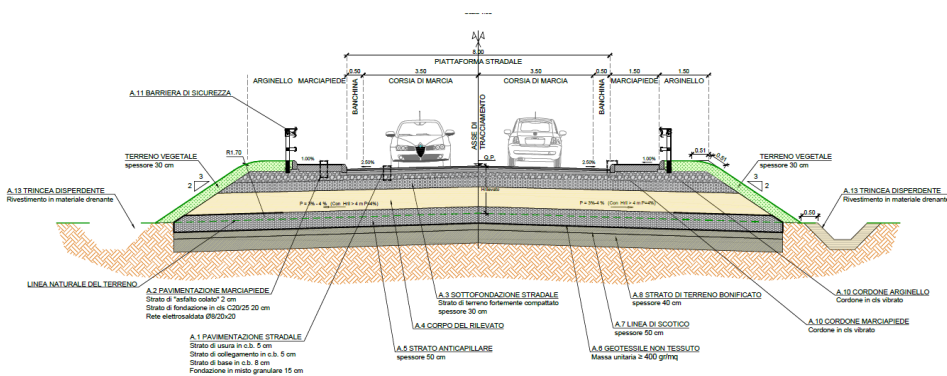 8.00
PIATTAFORMA STRADALE
0.50 3.50 3.50 0.50 1.50 1.50
ARGINELLO MARCIAPIEDE BANCHINA CORSIA DI MARCIA CORSIA DI MARCIA BANCHINA MARCIAPIEDE ARGINELLO
ASSE DI
TRACCIAMENTO
A.11 BARRIERA DI SICUREZZA
TERRENO VEGETALE
spessore 30 cm
R1.70
1.00%
2.50%
Q.P.
2.50%
1.00%
0.51
0.51
TERRENO VEGETALE
spessore 30 cm
3
2
3
2
A.13 TRINCEA DISPERDENTE
Rivestimento in materiale drenante
A.13 TRINCEA DISPERDENTE
Rivestimento in materiale drenante
0.50
LINEA NATURALE DEL TERRENO
A.2 PAVIMENTAZIONE MARCIAPIEDE
Strato di "asfalto colato" 2 cm
Strato di fondazione in cls C20/25 20 cm
Rete elettrosaldata Ø8/20x20
A.1 PAVIMENTAZIONE STRADALE
Strato di usura in c.b. 5 cm
Strato di collegamento in c.b. 5 cm
Strato di base in c.b. 8 cm
Fondazione in misto granulare 15 cm
A.3 SOTTOFONDAZIONE STRADALE
Strato di terreno fortemente compattato
spessore 30 cm
A.4 CORPO DEL RILEVATO
A.5 STRATO ANTICAPILLARE
spessore 50 cm
A.8 STRATO DI TERRENO BONIFICATO
spessore 40 cm
A.7 LINEA DI SCOTICO
spessore 50 cm
A.6 GEOTESSILE NON TESSUTO
Massa unitaria ≥ 400 gr/mq
A.10 CORDONE ARGINELLO
Cordone in cls vibrato
A.10 CORDONE MARCIAPIEDE
Cordone in cls vibrato